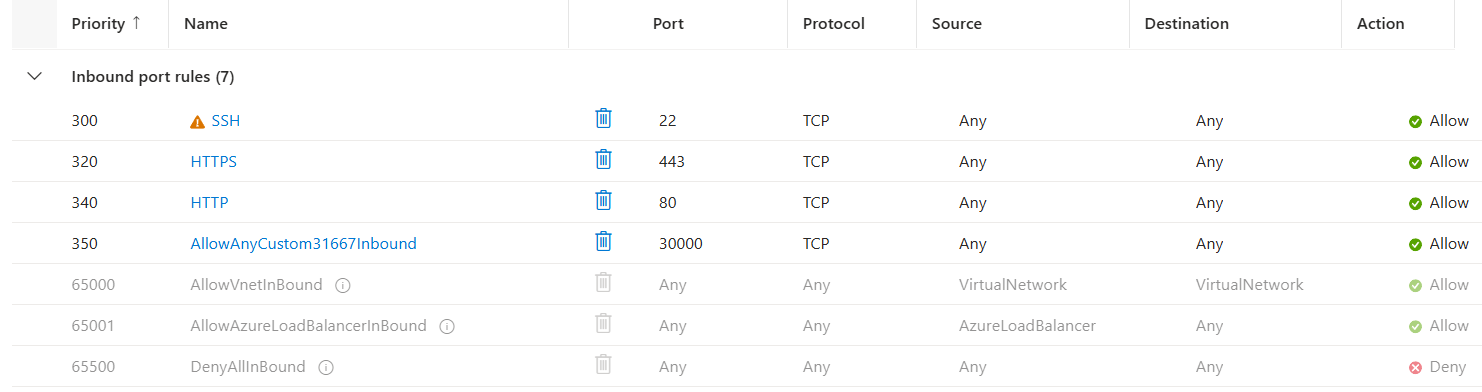 Priority ↑ Name Port Protocol Source Destination Action
Inbound port rules (7)
300 SSH 22 TCP Any Any Allow
320 HTTPS 443 TCP Any Any Allow
340 HTTP 80 TCP Any Any Allow
350 AllowAnyCustom31667Inbound 30000 TCP Any Any Allow
65000 AllowVnetInBound Any Any VirtualNetwork VirtualNetwork Allow
65001 AllowAzureLoadBalancerInBound Any Any AzureLoadBalancer Any Allow
65500 DenyAllInBound Any Any Any Any Deny